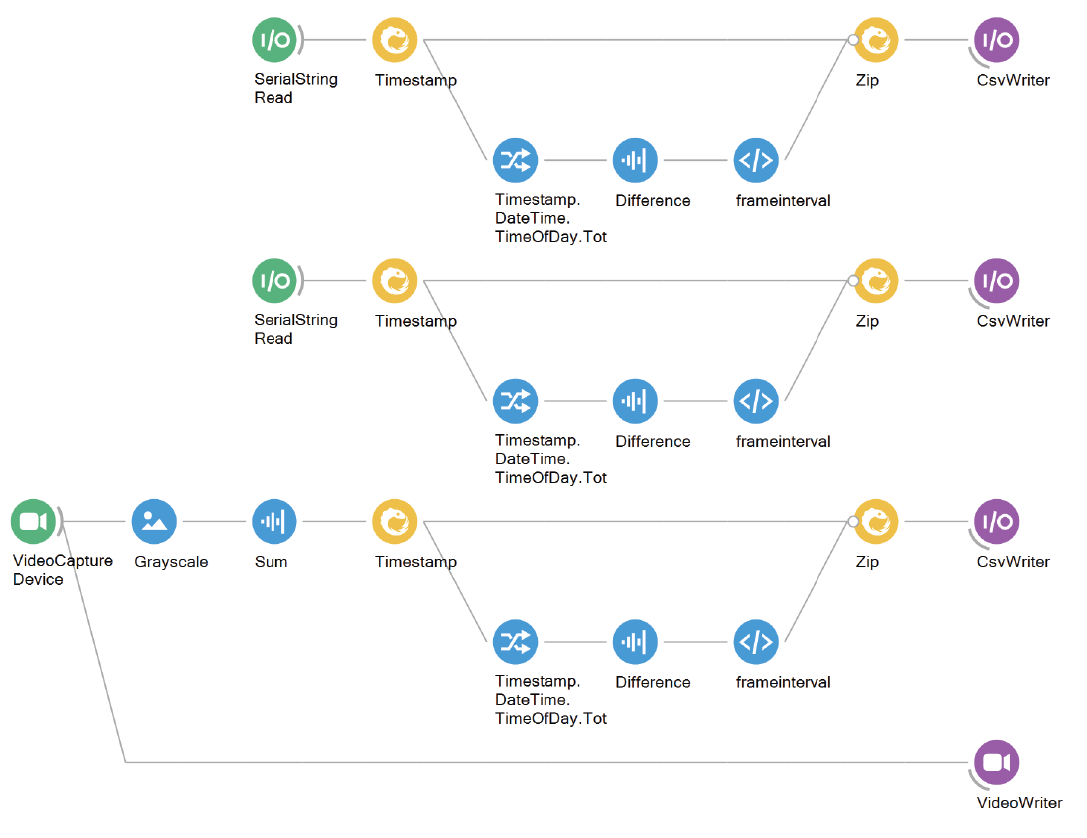 SerialString
Read
Timestamp
Zip
CsvWriter
Timestamp.
DateTime.
TimeOfDay.Tot
Difference
frameinterval
SerialString
Read
Timestamp
Zip
CsvWriter
Timestamp.
DateTime.
TimeOfDay.Tot
Difference
frameinterval
VideoCapture
Device
Grayscale
Sum
Timestamp
Zip
CsvWriter
Timestamp.
DateTime.
TimeOfDay.Tot
Difference
frameinterval
VideoWriter